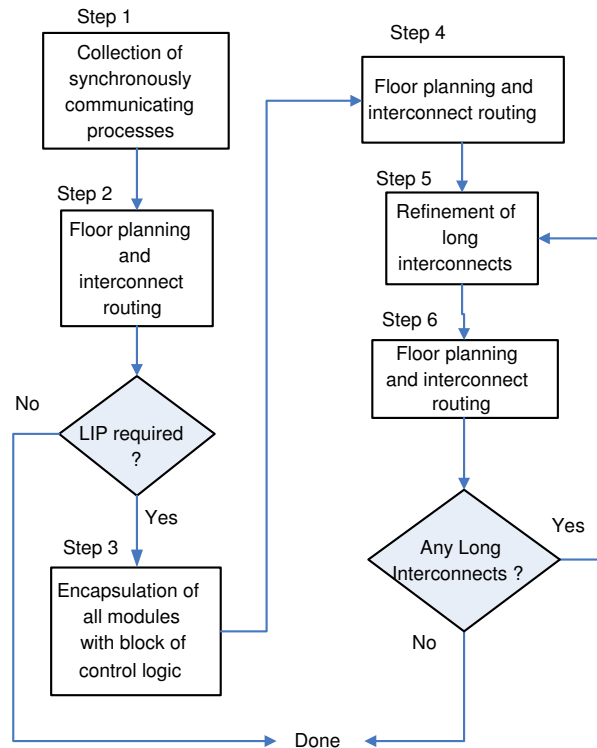 Step 1
Collection of
synchronously
communicating
processes
Step 2
Floor planning
and
interconnect
routing
No
LIP required
?
Yes
Step 3
Encapsulation of
all modules
with block of
control logic
Step 4
Floor planning and
interconnect routing
Step 5
Refinement of
long
interconnects
Step 6
Floor planning
and interconnect
routing
Any Long
Interconnects ?
Yes
No
Done